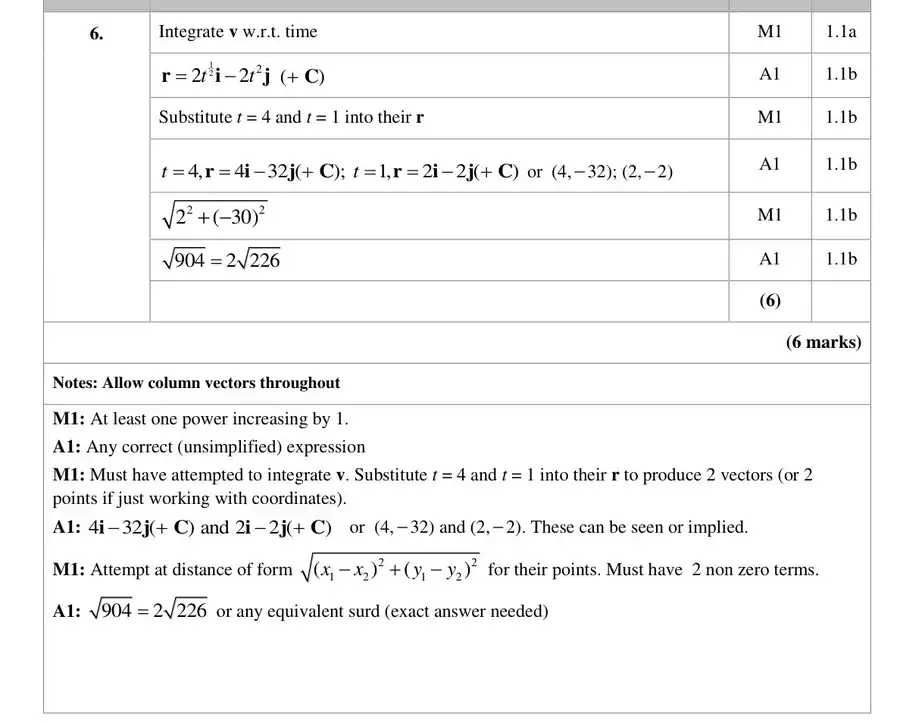 6. Integrate v w.r.t. time M1 1.1a
r = 2t^{1/2}i – 2t²j (+ C) A1 1.1b
Substitute t = 4 and t = 1 into their r M1 1.1b
t = 4, r = 4i – 32j(+ C); t = 1, r = 2i – 2j(+ C) or (4, –32); (2, –2) A1 1.1b
√(2² + (–30)²) M1 1.1b
√904 = 2√226 A1 1.1b
(6)
(6 marks)
Notes: Allow column vectors throughout
M1: At least one power increasing by 1.
A1: Any correct (unsimplified) expression
M1: Must have attempted to integrate v. Substitute t = 4 and t = 1 into their r to produce 2 vectors (or 2
points if just working with coordinates).
A1: 4i – 32j(+ C) and 2i – 2j(+ C) or (4, –32) and (2, –2). These can be seen or implied.
M1: Attempt at distance of form √((x₁ – x₂)² + (y₁ – y₂)²) for their points. Must have 2 non zero terms.
A1: √904 = 2√226 or any equivalent surd (exact answer needed)